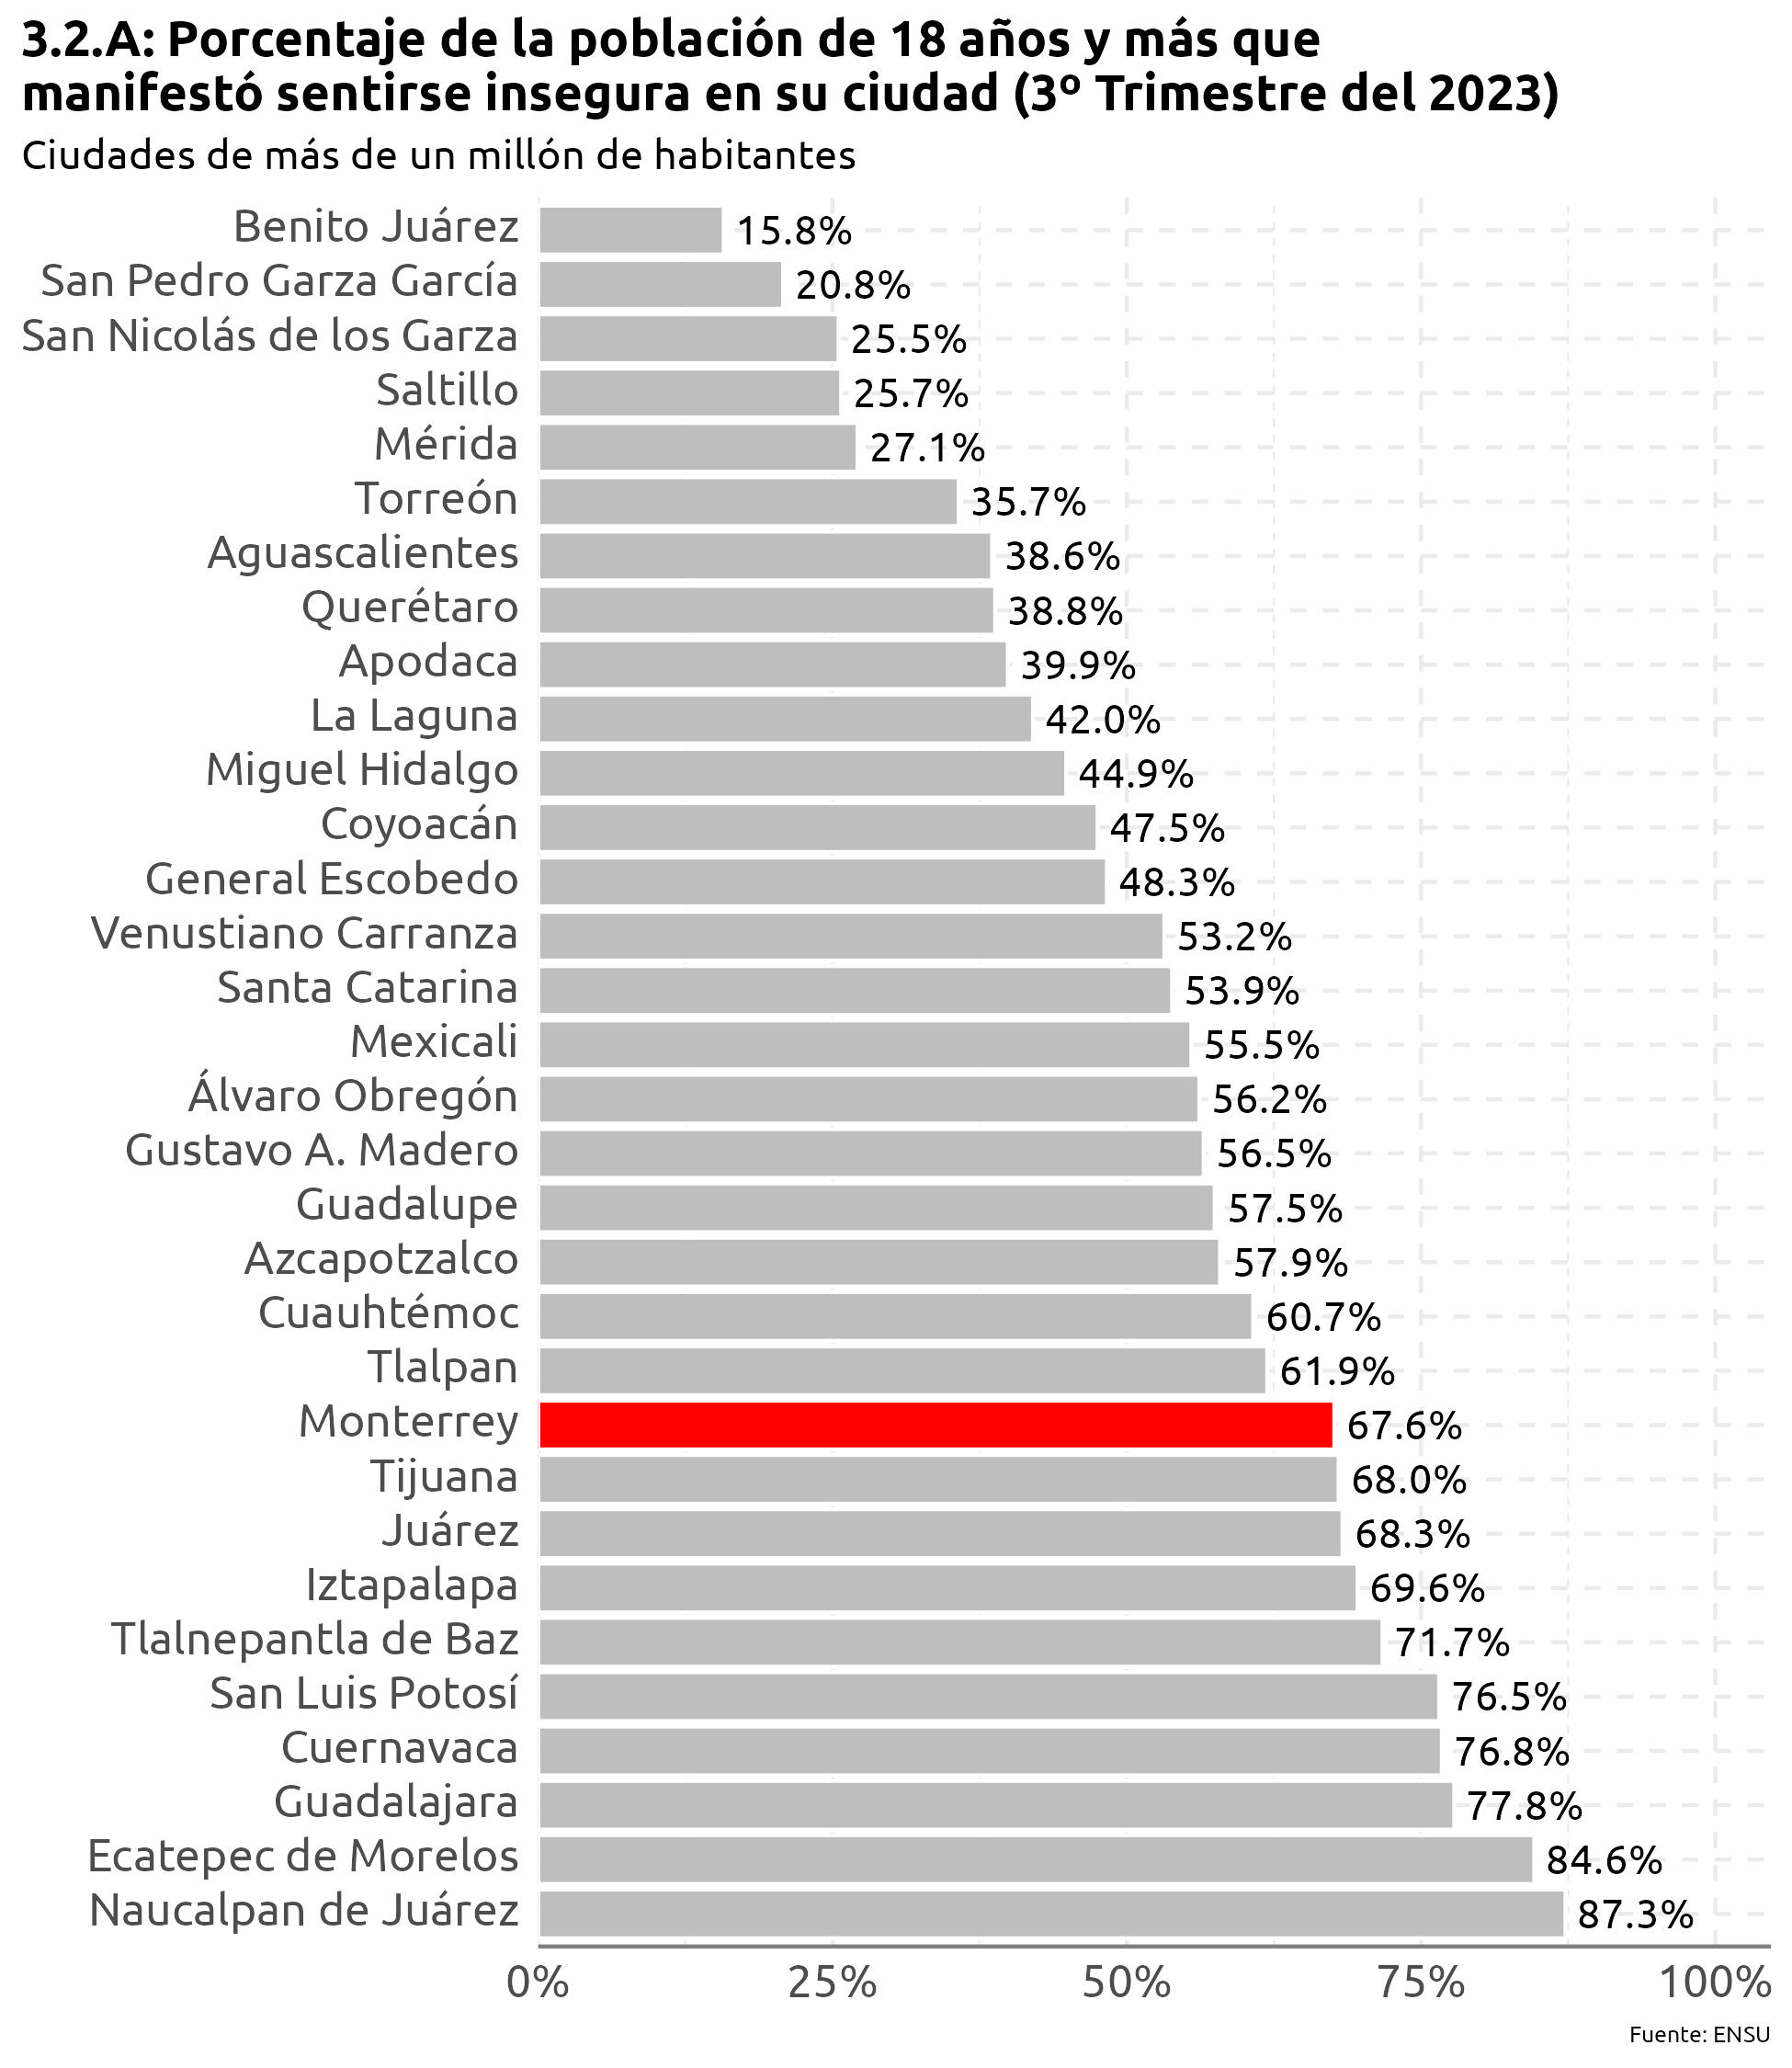 3.2.A: Porcentaje de la población de 18 años y más que
manifestó sentirse insegura en su ciudad (3º Trimestre del 2023)
Ciudades de más de un millón de habitantes
Benito Juárez 15.8%
San Pedro Garza García 20.8%
San Nicolás de los Garza 25.5%
Saltillo 25.7%
Mérida 27.1%
Torreón 35.7%
Aguascalientes 38.6%
Querétaro 38.8%
Apodaca 39.9%
La Laguna 42.0%
Miguel Hidalgo 44.9%
Coyoacán 47.5%
General Escobedo 48.3%
Venustiano Carranza 53.2%
Santa Catarina 53.9%
Mexicali 55.5%
Álvaro Obregón 56.2%
Gustavo A. Madero 56.5%
Guadalupe 57.5%
Azcapotzalco 57.9%
Cuauhtémoc 60.7%
Tlalpan 61.9%
Monterrey 67.6%
Tijuana 68.0%
Juárez 68.3%
Iztapalapa 69.6%
Tlalnepantla de Baz 71.7%
San Luis Potosí 76.5%
Cuernavaca 76.8%
Guadalajara 77.8%
Ecatepec de Morelos 84.6%
Naucalpan de Juárez 87.3%
0% 25% 50% 75% 100%
Fuente: ENSU